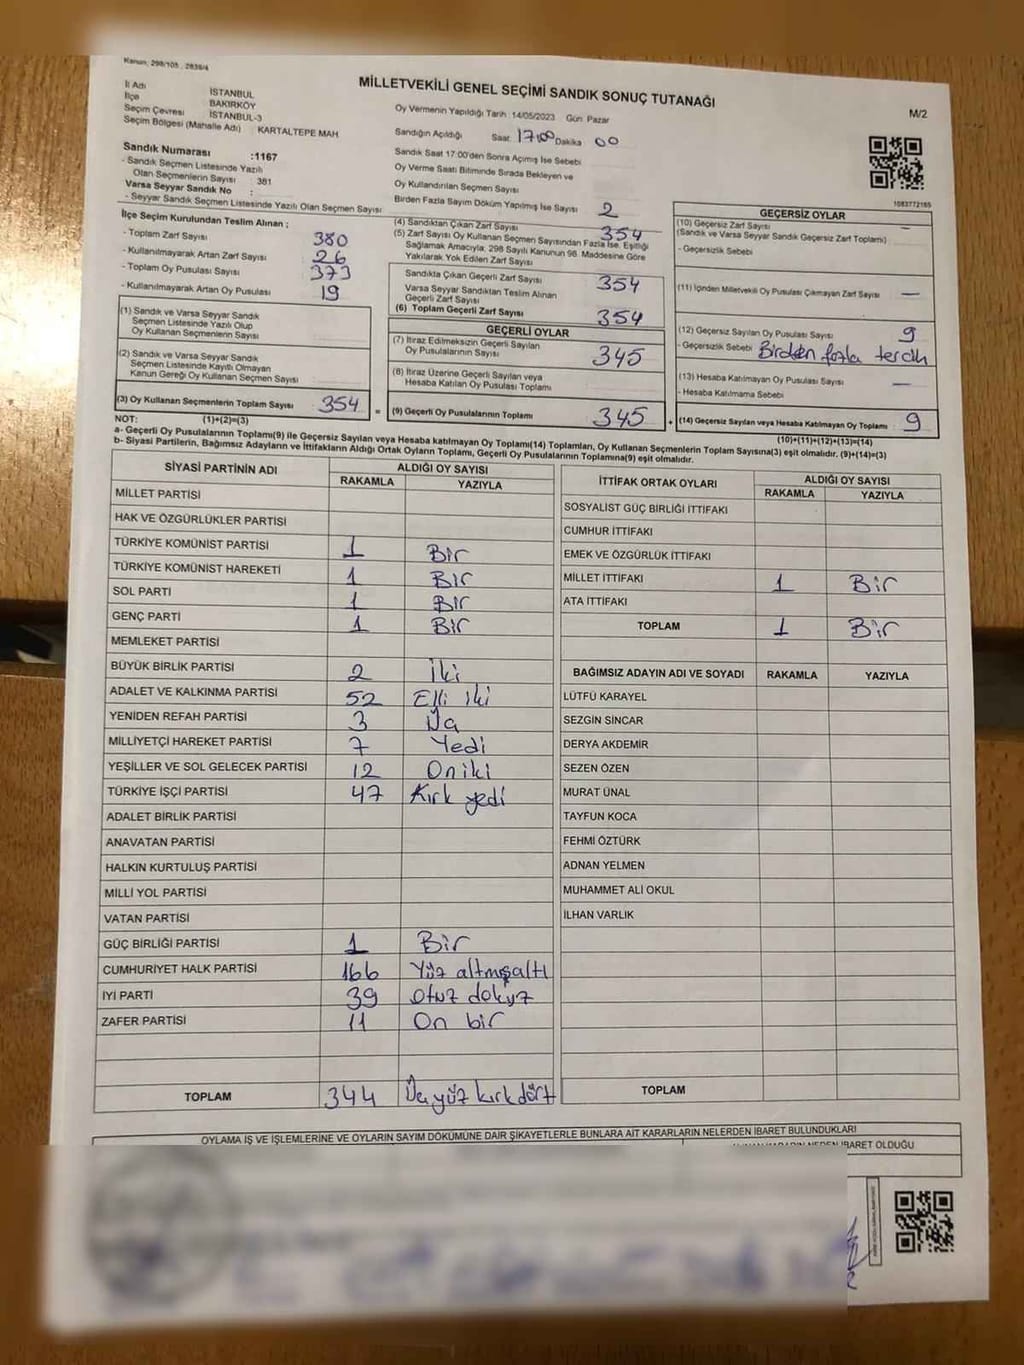 Kanun: 298/105, 2839/4
MİLLETVEKİLİ GENEL SEÇİMİ SANDIK SONUÇ TUTANAĞI
M/2
İl Adı İSTANBUL
İlçe BAKIRKÖY
Seçim Çevresi İSTANBUL-3
Seçim Bölgesi (Mahalle Adı) KARTALTEPE MAH
Sandık Numarası :1167
- Sandık Seçmen Listesinde Yazılı
Olan Seçmenlerin Sayısı : 381
Varsa Seyyar Sandık No :
- Seyyar Sandık Seçmen Listesinde Yazılı Olan Seçmen Sayısı
Oy Vermenin Yapıldığı Tarih :14/05/2023 Gün: Pazar
Sandığın Açıldığı Saat 17:00 Dakika 00
Sandık Saat 17:00'den Sonra Açılmış İse Sebebi
Oy Verme Saati Bitiminde Sırada Bekleyen ve
Oy Kullandırılan Seçmen Sayısı
Birden Fazla Sayım Döküm Yapılmış İse Sayısı 2
1083772165
İlçe Seçim Kurulundan Teslim Alınan ;
- Toplam Zarf Sayısı 380
- Kullanılmayarak Artan Zarf Sayısı 26
- Toplam Oy Pusulası Sayısı 373
- Kullanılmayarak Artan Oy Pusulası 19
(1) Sandık ve Varsa Seyyar Sandık
Seçmen Listesinde Yazılı Olup
Oy Kullanan Seçmenlerin Sayısı
(2) Sandık ve Varsa Seyyar Sandık
Seçmen Listesinde Kayıtlı Olmayan
Kanun Gereği Oy Kullanan Seçmen Sayısı
(3) Oy Kullanan Seçmenlerin Toplam Sayısı 354 =
(4) Sandıktan Çıkan Zarf Sayısı 354
(5) Zarf Sayısı Oy Kullanan Seçmen Sayısından Fazla İse, Eşitliği
Sağlamak Amacıyla, 298 Sayılı Kanunun 98. Maddesine Göre
Yakılarak Yok Edilen Zarf Sayısı
Sandıkta Çıkan Geçerli Zarf Sayısı 354
Varsa Seyyar Sandıktan Teslim Alınan
Geçerli Zarf Sayısı
(6) Toplam Geçerli Zarf Sayısı 354
GEÇERLİ OYLAR
(7) İtiraz Edilmeksizin Geçerli Sayılan
Oy Pusulalarının Sayısı 345
(8) İtiraz Üzerine Geçerli Sayılan veya
Hesaba Katılan Oy Pusulası Toplamı
(9) Geçerli Oy Pusulalarının Toplamı 345 +
GEÇERSİZ OYLAR
(10) Geçersiz Zarf Sayısı —
(Sandık ve Varsa Seyyar Sandık Geçersiz Zarf Toplamı)
- Geçersizlik Sebebi
(11) İçinden Milletvekili Oy Pusulası Çıkmayan Zarf Sayısı —
(12) Geçersiz Sayılan Oy Pusulası Sayısı 9
- Geçersizlik Sebebi Birden fazla tercih
(13) Hesaba Katılmayan Oy Pusulası Sayısı —
- Hesaba Katılmama Sebebi
(14) Geçersiz Sayılan veya Hesaba Katılmayan Oy Toplamı 9
NOT: (1)+(2)=(3) (10)+(11)+(12)+(13)=(14)
a- Geçerli Oy Pusulalarının Toplamı(9) ile Geçersiz Sayılan veya Hesaba katılmayan Oy Toplamı(14) Toplamları, Oy Kullanan Seçmenlerin Toplam Sayısına(3) eşit olmalıdır. (9)+(14)=(3)
b- Siyasi Partilerin, Bağımsız Adayların ve İttifakların Aldığı Ortak Oyların Toplamı, Geçerli Oy Pusulalarının Toplamına(9) eşit olmalıdır.
SİYASİ PARTİNİN ADI ALDIĞI OY SAYISI
RAKAMLA YAZIYLA
MİLLET PARTİSİ
HAK VE ÖZGÜRLÜKLER PARTİSİ
TÜRKİYE KOMÜNİST PARTİSİ 1 Bir
TÜRKİYE KOMÜNİST HAREKETİ 1 Bir
SOL PARTİ 1 Bir
GENÇ PARTİ 1 Bir
MEMLEKET PARTİSİ
BÜYÜK BİRLİK PARTİSİ 2 İki
ADALET VE KALKINMA PARTİSİ 52 Elli iki
YENİDEN REFAH PARTİSİ 3 Üç
MİLLİYETÇİ HAREKET PARTİSİ 7 Yedi
YEŞİLLER VE SOL GELECEK PARTİSİ 12 On iki
TÜRKİYE İŞÇİ PARTİSİ 47 Kırk yedi
ADALET BİRLİK PARTİSİ
ANAVATAN PARTİSİ
HALKIN KURTULUŞ PARTİSİ
MİLLİ YOL PARTİSİ
VATAN PARTİSİ
GÜÇ BİRLİĞİ PARTİSİ 1 Bir
CUMHURİYET HALK PARTİSİ 166 Yüz altmışaltı
İYİ PARTİ 39 otuz dokuz
ZAFER PARTİSİ 11 On bir
TOPLAM 344 Üçyüz kırkdört
İTTİFAK ORTAK OYLARI ALDIĞI OY SAYISI
RAKAMLA YAZIYLA
SOSYALİST GÜÇ BİRLİĞİ İTTİFAKI
CUMHUR İTTİFAKI
EMEK VE ÖZGÜRLÜK İTTİFAKI
MİLLET İTTİFAKI 1 Bir
ATA İTTİFAKI
TOPLAM 1 Bir
BAĞIMSIZ ADAYIN ADI VE SOYADI RAKAMLA YAZIYLA
LÜTFÜ KARAYEL
SEZGİN SİNCAR
DERYA AKDEMİR
SEZEN ÖZEN
MURAT ÜNAL
TAYFUN KOCA
FEHMİ ÖZTÜRK
ADNAN YELMEN
MUHAMMET ALİ OKUL
İLHAN VARLIK
TOPLAM
OYLAMA İŞ VE İŞLEMLERİNE VE OYLARIN SAYIM DÖKÜMÜNE DAİR ŞİKAYETLERLE BUNLARA AİT KARARLARIN NELERDEN İBARET BULUNDUKLARI
NEDEN İBARET OLDUĞU